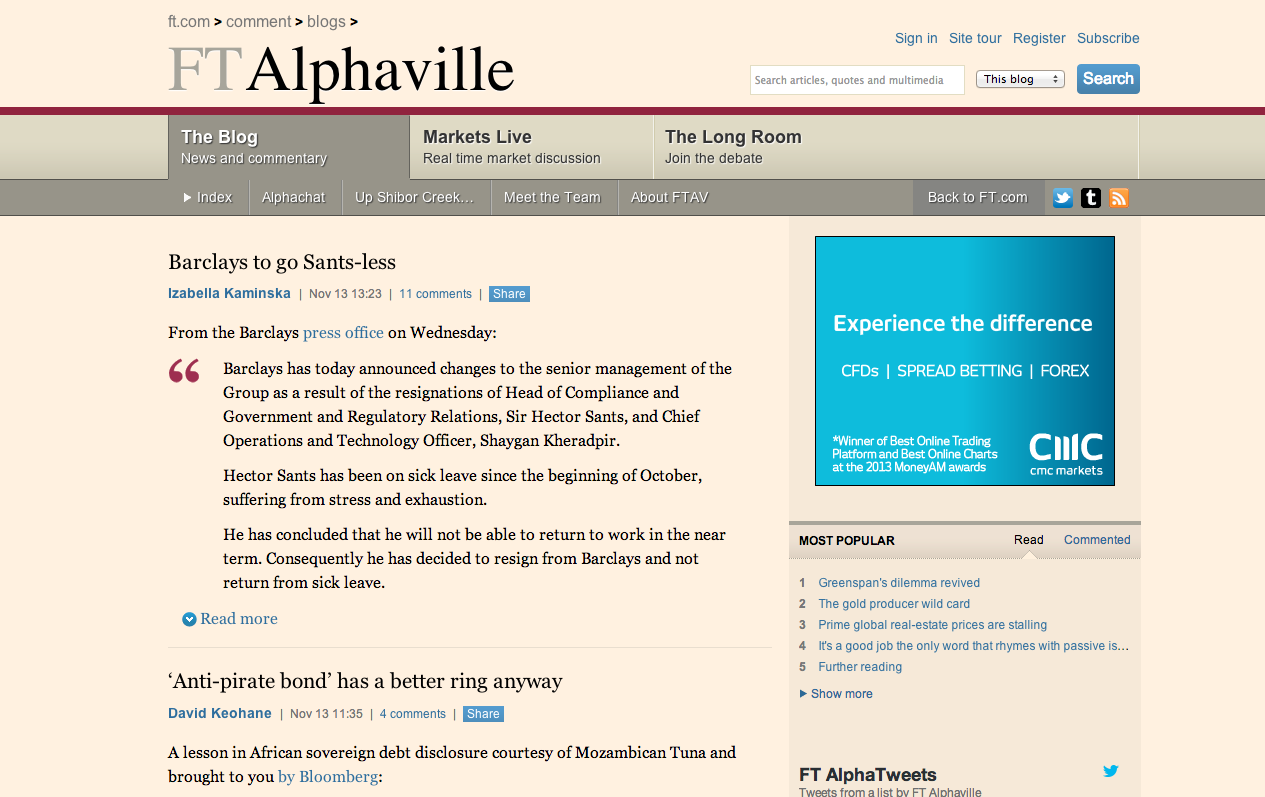 ft.com > comment > blogs >
FT Alphaville
Sign in Site tour Register Subscribe
Search articles, quotes and multimedia
This blog
Search
The Blog
News and commentary
Markets Live
Real time market discussion
The Long Room
Join the debate
Index
Alphachat
Up Shibor Creek…
Meet the Team
About FTAV
Back to FT.com
t
Barclays to go Sants-less
Izabella Kaminska | Nov 13 13:23 | 11 comments | Share
From the Barclays press office on Wednesday:
“
Barclays has today announced changes to the senior management of the
Group as a result of the resignations of Head of Compliance and
Government and Regulatory Relations, Sir Hector Sants, and Chief
Operations and Technology Officer, Shaygan Kheradpir.
Hector Sants has been on sick leave since the beginning of October,
suffering from stress and exhaustion.
He has concluded that he will not be able to return to work in the near
term. Consequently he has decided to resign from Barclays and not
return from sick leave.
Read more
‘Anti-pirate bond’ has a better ring anyway
David Keohane | Nov 13 11:35 | 4 comments | Share
A lesson in African sovereign debt disclosure courtesy of Mozambican Tuna and
brought to you by Bloomberg:
Experience the difference
CFDs | SPREAD BETTING | FOREX
*Winner of Best Online Trading
Platform and Best Online Charts
at the 2013 MoneyAM awards
CMC
cmc markets
MOST POPULAR
Read
Commented
1 Greenspan's dilemma revived
2 The gold producer wild card
3 Prime global real-estate prices are stalling
4 It's a good job the only word that rhymes with passive is...
5 Further reading
Show more
FT AlphaTweets
Tweets from a list by FT Alphaville